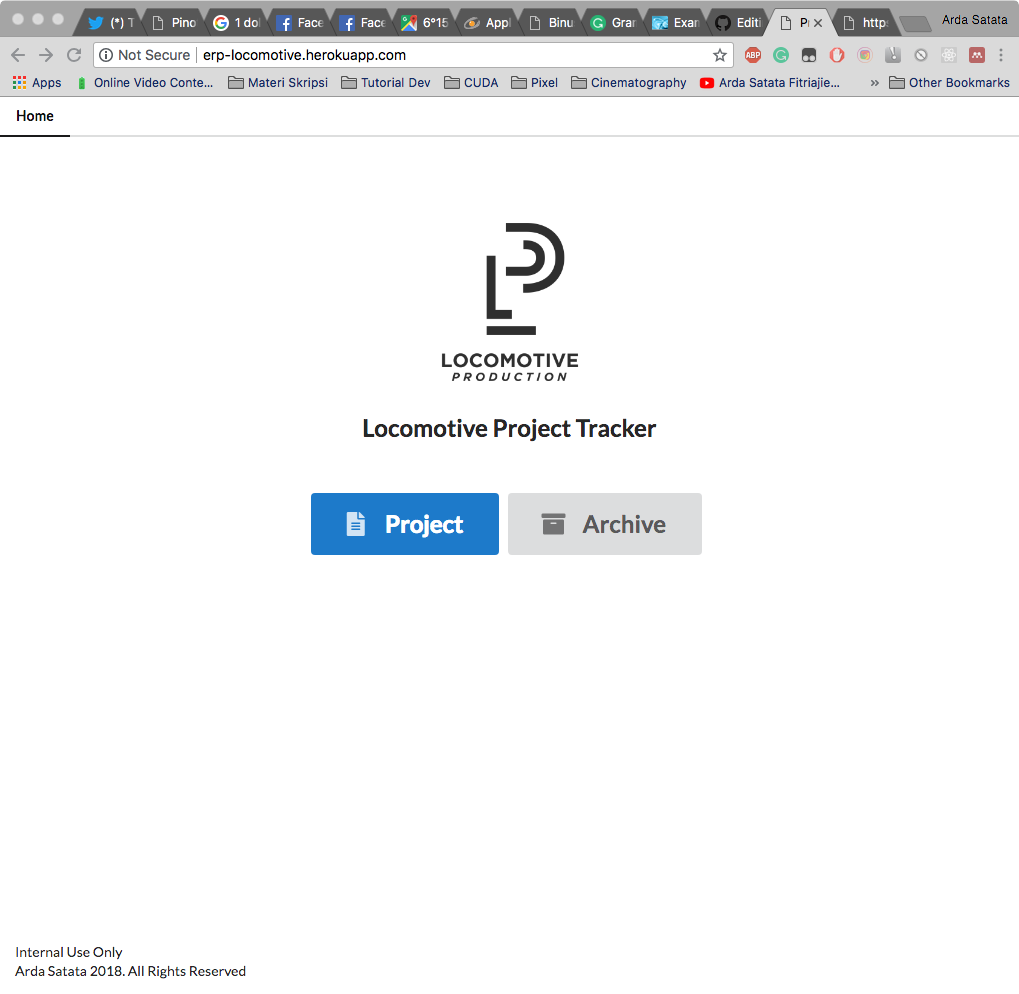 (*) T Pino 1 dol Face Face 6°15 Appl Binu Gran Exan Editi P http: Arda Satata
Not Secure erp-locomotive.herokuapp.com ABP
Apps Online Video Conte... Materi Skripsi Tutorial Dev CUDA Pixel Cinematography Arda Satata Fitriajie... » Other Bookmarks
Home
LOCOMOTIVE
PRODUCTION
Locomotive Project Tracker
Project Archive
Internal Use Only
Arda Satata 2018. All Rights Reserved